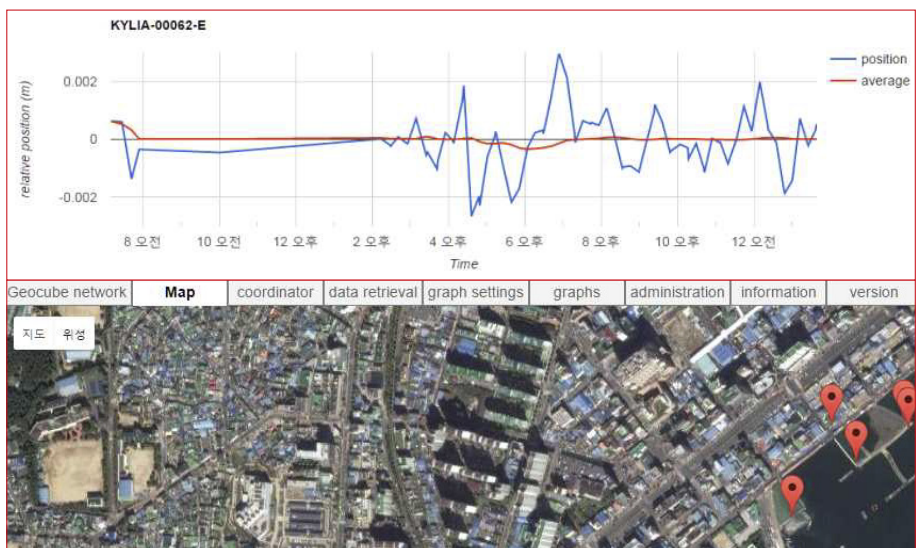 KYLIA-00062-E
position
average
0.002
0
-0.002
relative position (m)
8 오전 10 오전 12 오후 2 오후 4 오후 6 오후 8 오후 10 오후 12 오전
Time
Geocube network Map coordinator data retrieval graph settings graphs administration information version
지도 위성